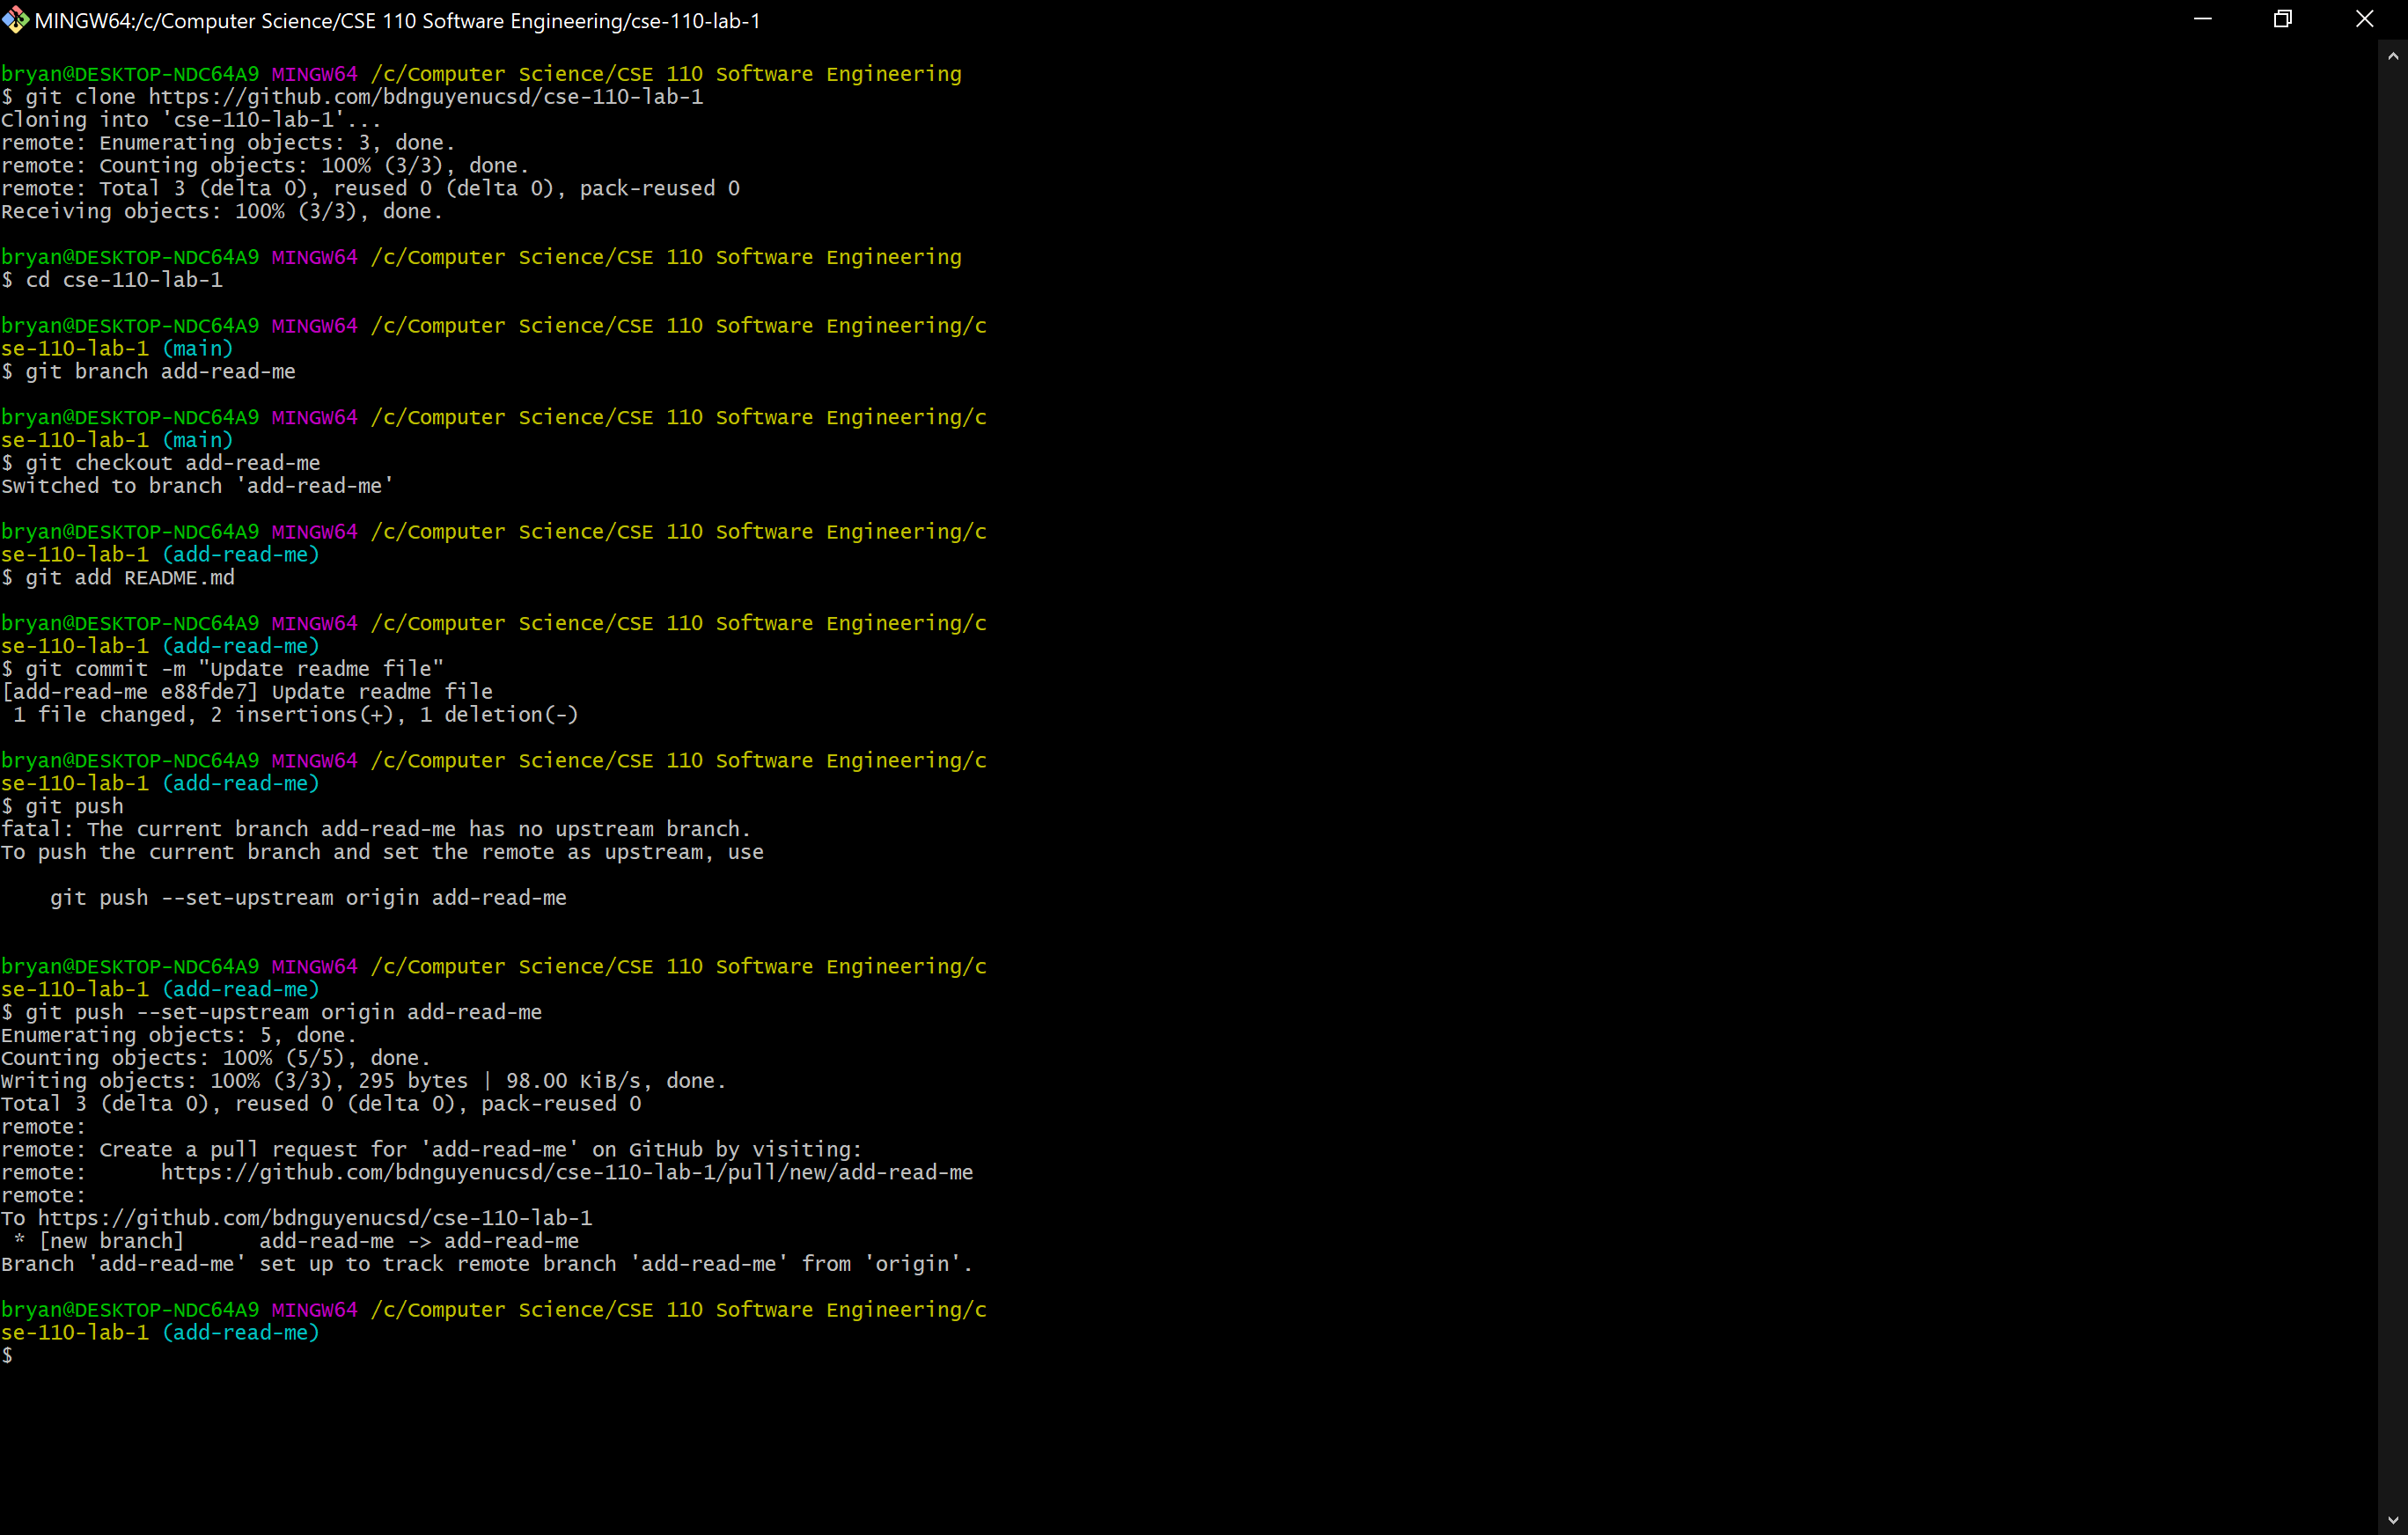 MINGW64:/c/Computer Science/CSE 110 Software Engineering/cse-110-lab-1
bryan@DESKTOP-NDC64A9 MINGW64 /c/Computer Science/CSE 110 Software Engineering
$ git clone https://github.com/bdnguyenucsd/cse-110-lab-1
Cloning into 'cse-110-lab-1'...
remote: Enumerating objects: 3, done.
remote: Counting objects: 100% (3/3), done.
remote: Total 3 (delta 0), reused 0 (delta 0), pack-reused 0
Receiving objects: 100% (3/3), done.
bryan@DESKTOP-NDC64A9 MINGW64 /c/Computer Science/CSE 110 Software Engineering
$ cd cse-110-lab-1
bryan@DESKTOP-NDC64A9 MINGW64 /c/Computer Science/CSE 110 Software Engineering/c
se-110-lab-1 (main)
$ git branch add-read-me
bryan@DESKTOP-NDC64A9 MINGW64 /c/Computer Science/CSE 110 Software Engineering/c
se-110-lab-1 (main)
$ git checkout add-read-me
Switched to branch 'add-read-me'
bryan@DESKTOP-NDC64A9 MINGW64 /c/Computer Science/CSE 110 Software Engineering/c
se-110-lab-1 (add-read-me)
$ git add README.md
bryan@DESKTOP-NDC64A9 MINGW64 /c/Computer Science/CSE 110 Software Engineering/c
se-110-lab-1 (add-read-me)
$ git commit -m "Update readme file"
[add-read-me e88fde7] Update readme file
 1 file changed, 2 insertions(+), 1 deletion(-)
bryan@DESKTOP-NDC64A9 MINGW64 /c/Computer Science/CSE 110 Software Engineering/c
se-110-lab-1 (add-read-me)
$ git push
fatal: The current branch add-read-me has no upstream branch.
To push the current branch and set the remote as upstream, use
    git push --set-upstream origin add-read-me
bryan@DESKTOP-NDC64A9 MINGW64 /c/Computer Science/CSE 110 Software Engineering/c
se-110-lab-1 (add-read-me)
$ git push --set-upstream origin add-read-me
Enumerating objects: 5, done.
Counting objects: 100% (5/5), done.
Writing objects: 100% (3/3), 295 bytes | 98.00 KiB/s, done.
Total 3 (delta 0), reused 0 (delta 0), pack-reused 0
remote:
remote: Create a pull request for 'add-read-me' on GitHub by visiting:
remote:      https://github.com/bdnguyenucsd/cse-110-lab-1/pull/new/add-read-me
remote:
To https://github.com/bdnguyenucsd/cse-110-lab-1
 * [new branch]      add-read-me -> add-read-me
Branch 'add-read-me' set up to track remote branch 'add-read-me' from 'origin'.
bryan@DESKTOP-NDC64A9 MINGW64 /c/Computer Science/CSE 110 Software Engineering/c
se-110-lab-1 (add-read-me)
$